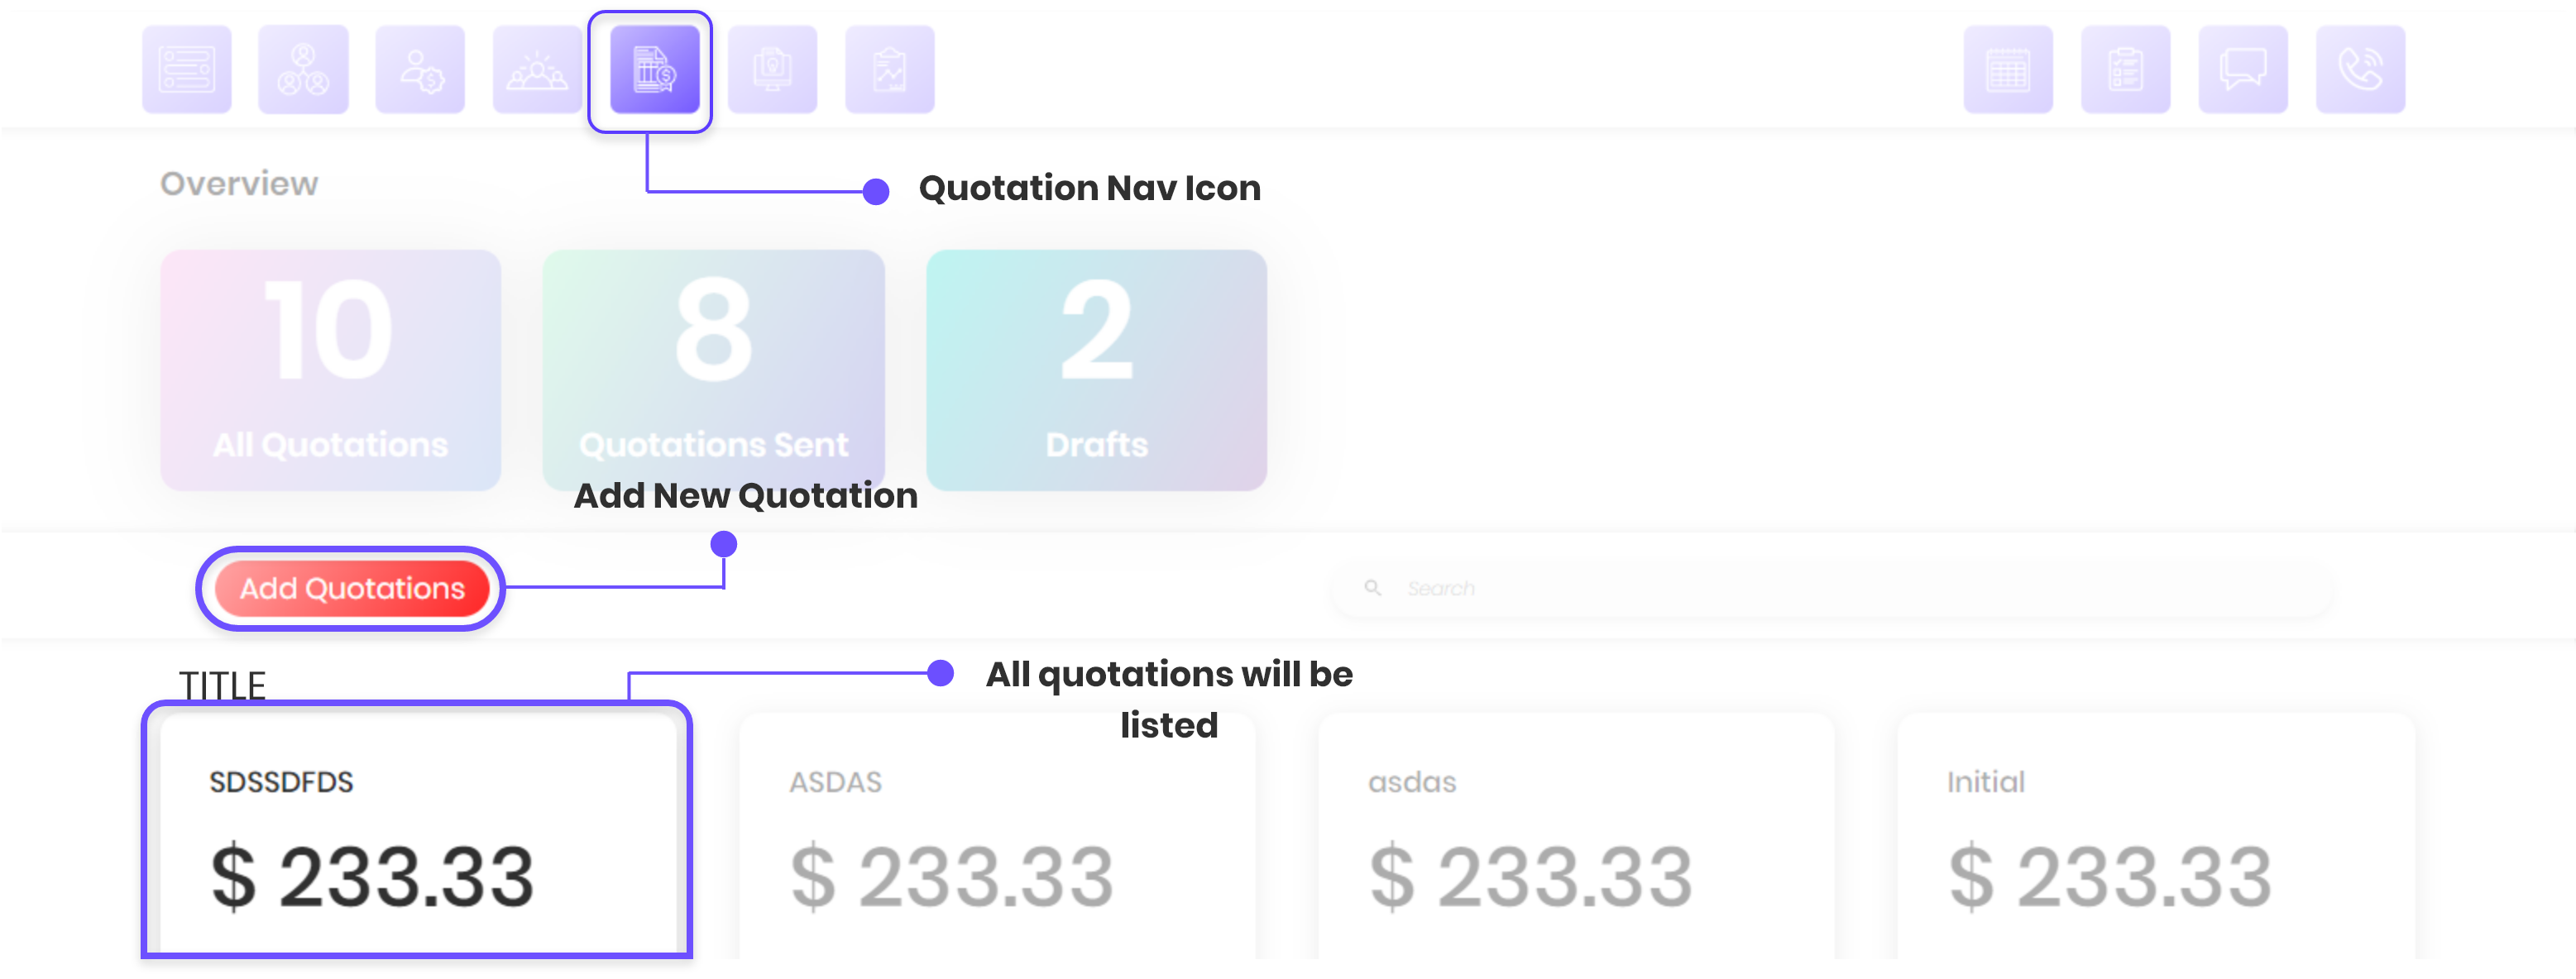 Overview
Quotation Nav Icon
10
8
2
All Quotations
Quotations Sent
Drafts
Add New Quotation
Add Quotations
Search
TITLE
All quotations will be
listed
SDSSDFDS
ASDAS
asdas
Initial
$ 233.33
$ 233.33
$ 233.33
$ 233.33